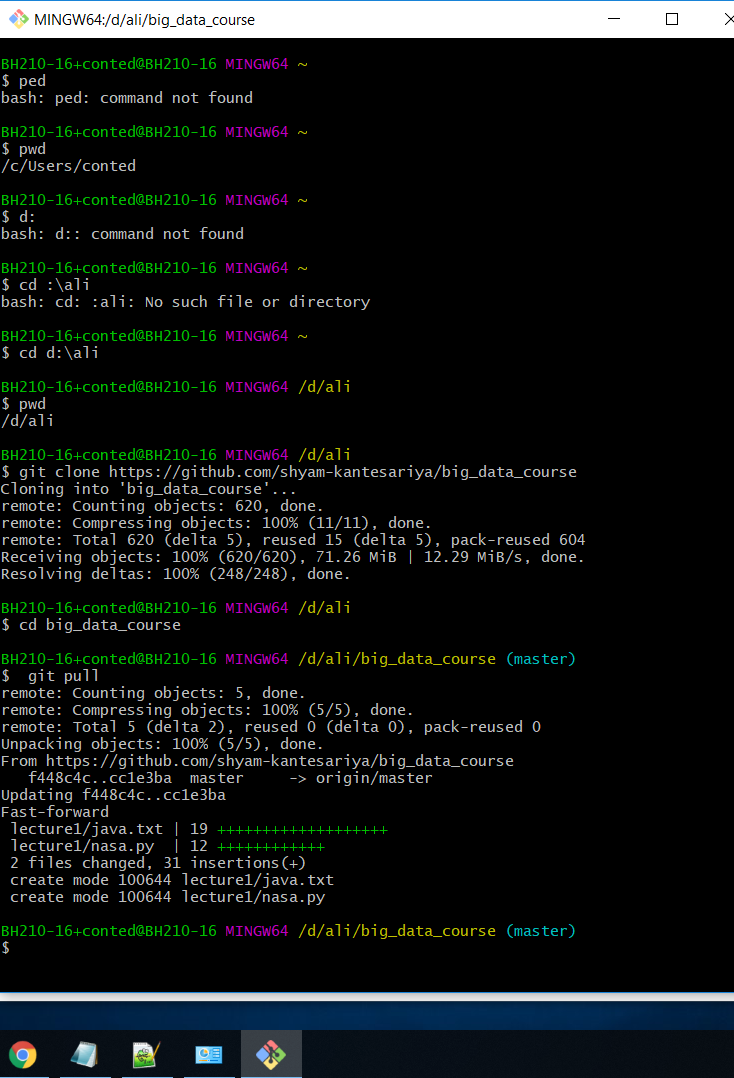 MINGW64:/d/ali/big_data_course
BH210-16+conted@BH210-16 MINGW64 ~
$ ped
bash: ped: command not found
BH210-16+conted@BH210-16 MINGW64 ~
$ pwd
/c/Users/conted
BH210-16+conted@BH210-16 MINGW64 ~
$ d:
bash: d:: command not found
BH210-16+conted@BH210-16 MINGW64 ~
$ cd :\ali
bash: cd: :ali: No such file or directory
BH210-16+conted@BH210-16 MINGW64 ~
$ cd d:\ali
BH210-16+conted@BH210-16 MINGW64 /d/ali
$ pwd
/d/ali
BH210-16+conted@BH210-16 MINGW64 /d/ali
$ git clone https://github.com/shyam-kantesariya/big_data_course
Cloning into 'big_data_course'...
remote: Counting objects: 620, done.
remote: Compressing objects: 100% (11/11), done.
remote: Total 620 (delta 5), reused 15 (delta 5), pack-reused 604
Receiving objects: 100% (620/620), 71.26 MiB | 12.29 MiB/s, done.
Resolving deltas: 100% (248/248), done.
BH210-16+conted@BH210-16 MINGW64 /d/ali
$ cd big_data_course
BH210-16+conted@BH210-16 MINGW64 /d/ali/big_data_course (master)
$  git pull
remote: Counting objects: 5, done.
remote: Compressing objects: 100% (5/5), done.
remote: Total 5 (delta 2), reused 0 (delta 0), pack-reused 0
Unpacking objects: 100% (5/5), done.
From https://github.com/shyam-kantesariya/big_data_course
   f448c4c..cc1e3ba  master     -> origin/master
Updating f448c4c..cc1e3ba
Fast-forward
 lecture1/java.txt | 19 +++++++++++++++++++
 lecture1/nasa.py  | 12 ++++++++++++
 2 files changed, 31 insertions(+)
 create mode 100644 lecture1/java.txt
 create mode 100644 lecture1/nasa.py
BH210-16+conted@BH210-16 MINGW64 /d/ali/big_data_course (master)
$